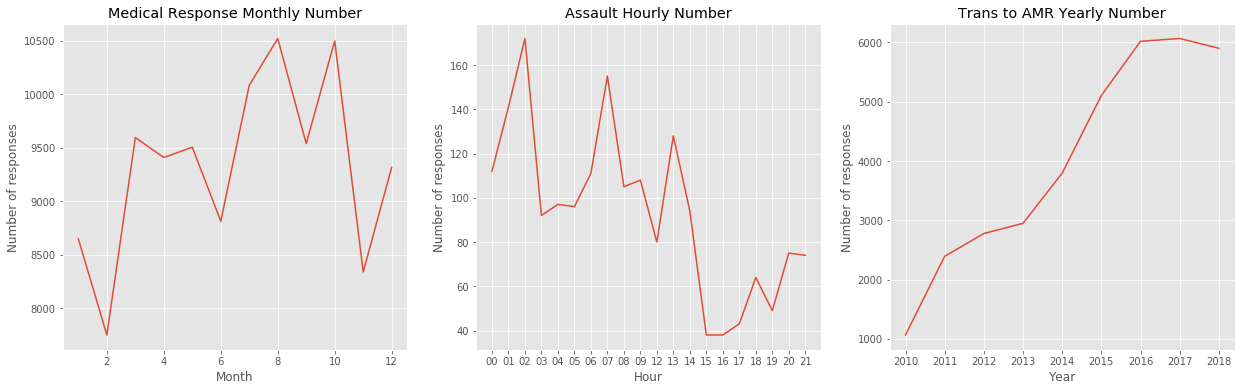 Medical Response Monthly Number
Number of responses
10500
10000
9500
9000
8500
8000
2 4 6 8 10 12
Month
Assault Hourly Number
Number of responses
160
140
120
100
80
60
40
00 01 02 03 04 05 06 07 08 09 12 13 14 15 16 17 18 19 20 21
Hour
Trans to AMR Yearly Number
Number of responses
6000
5000
4000
3000
2000
1000
2010 2011 2012 2013 2014 2015 2016 2017 2018
Year